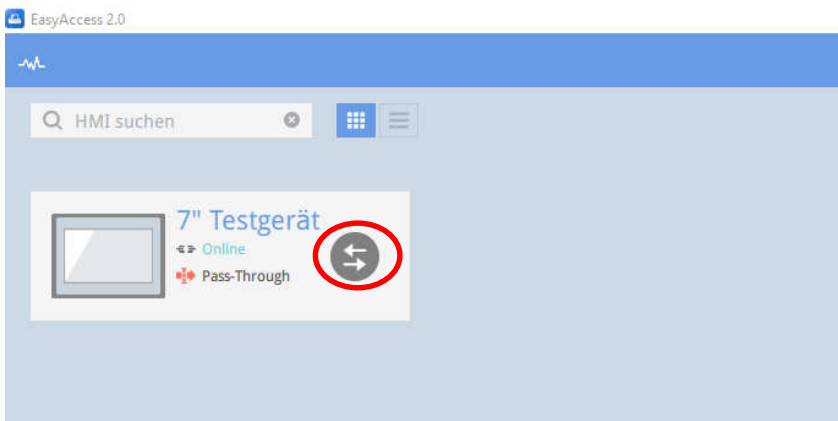 EasyAccess 2.0
HMI suchen
7" Testgerät
Online
Pass-Through